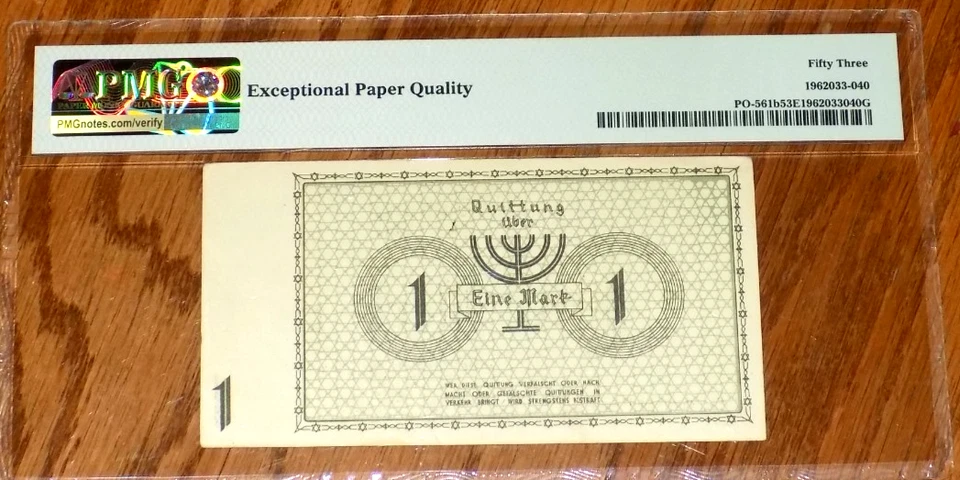 PMG
PMGnotes.com/verify
Exceptional Paper Quality
Fifty Three
1962033-040
PO-561b53E1962033040G
Quittung
über
1
Eine Mark
1
WER DIESE QUITTUNG VERFÄLSCHT ODER NACH
MACHT ODER GEFÄLSCHTE QUITTUNGEN IN
VERKEHR BRINGT WIRD STRENGSTENS BESTRAFT
1